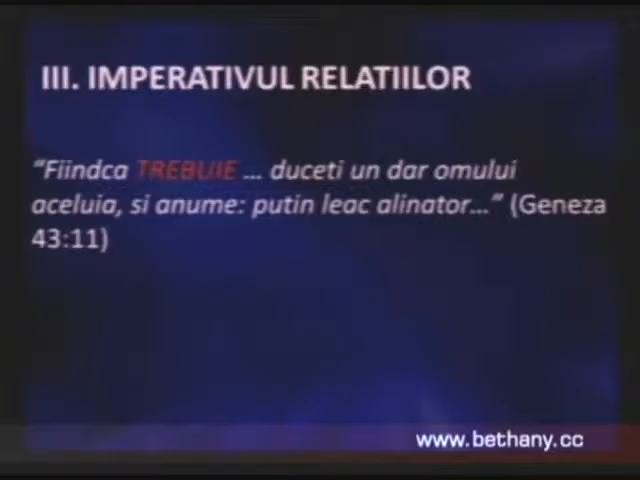 III. IMPERATIVUL RELATIILOR
“Fiindca TREBUIE ... duceti un dar omului
aceluia, si anume: putin leac alinator...” (Geneza
43:11)
www.bethany.cc